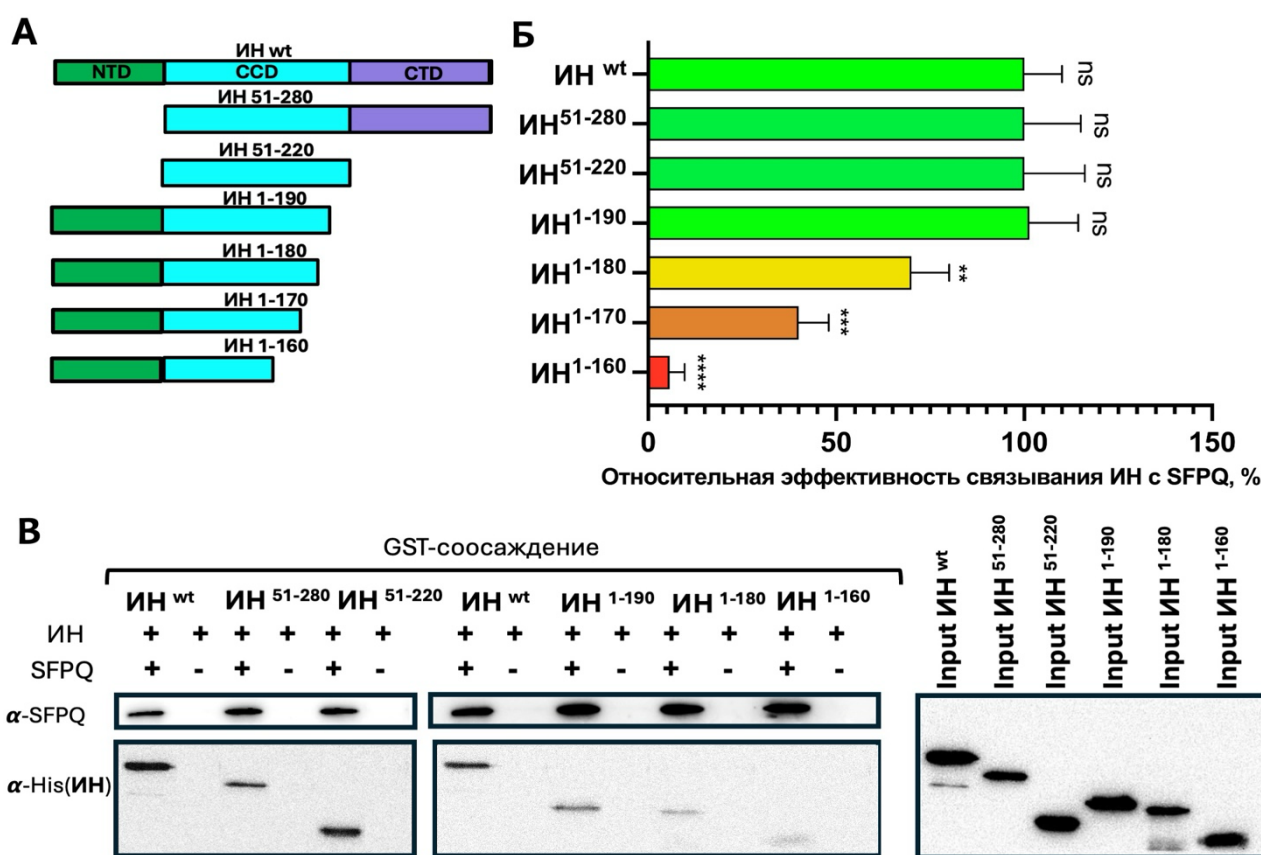 А
ИН wt
NTD CCD CTD
ИН 51-280
ИН 51-220
ИН 1-190
ИН 1-180
ИН 1-170
ИН 1-160
Б
ИН wt ns
ИН 51-280 ns
ИН 51-220 ns
ИН 1-190 ns
ИН 1-180 **
ИН 1-170 ***
ИН 1-160 ****
0 50 100 150
Относительная эффективность связывания ИН с SFPQ, %
В
GST-соосаждение
ИН wt ИН 51-280 ИН 51-220 ИН wt ИН 1-190 ИН 1-180 ИН 1-160
ИН + + + + + + + + + + + + + +
SFPQ + - + - + - + - + - + - + -
α-SFPQ
α-His(ИН)
Input ИН wt
Input ИН 51-280
Input ИН 51-220
Input ИН 1-190
Input ИН 1-180
Input ИН 1-160